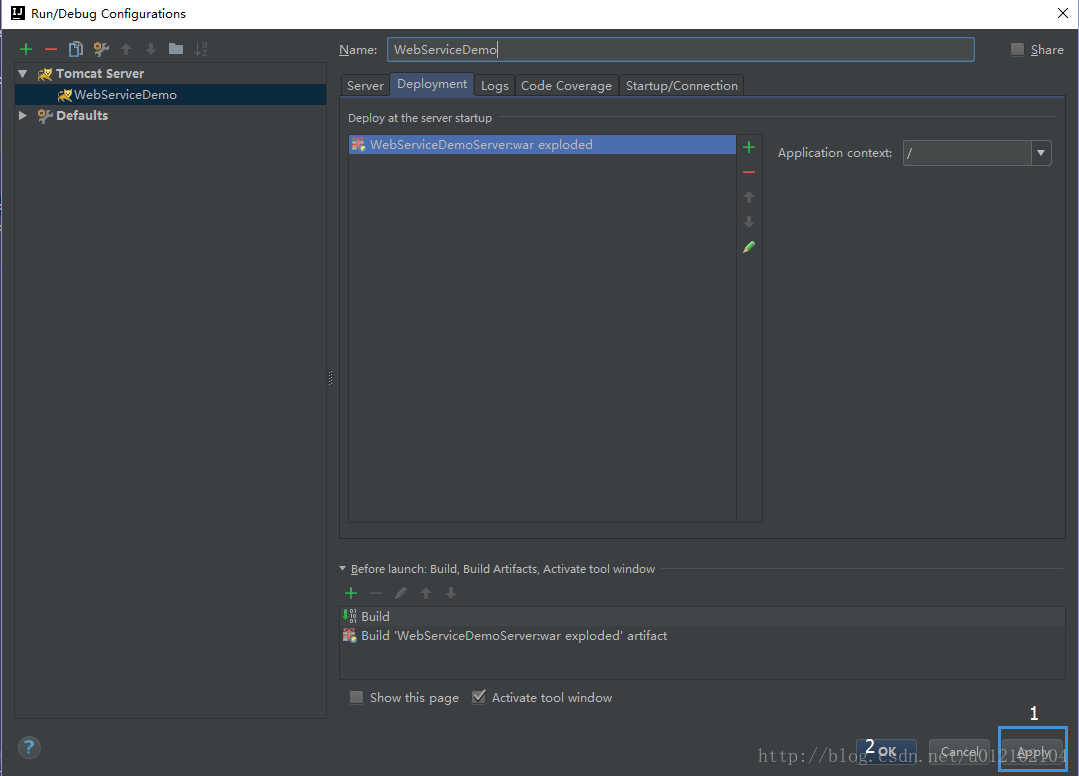 Run/Debug Configurations
Name: WebServiceDemo Share
Tomcat Server
WebServiceDemo
Defaults
Server Deployment Logs Code Coverage Startup/Connection
Deploy at the server startup
WebServiceDemoServer:war exploded
Application context: /
Before launch: Build, Build Artifacts, Activate tool window
Build
Build 'WebServiceDemoServer:war exploded' artifact
Show this page Activate tool window
1
? 2 OK Cancel Apply
http://blog.csdn.net/d012102104